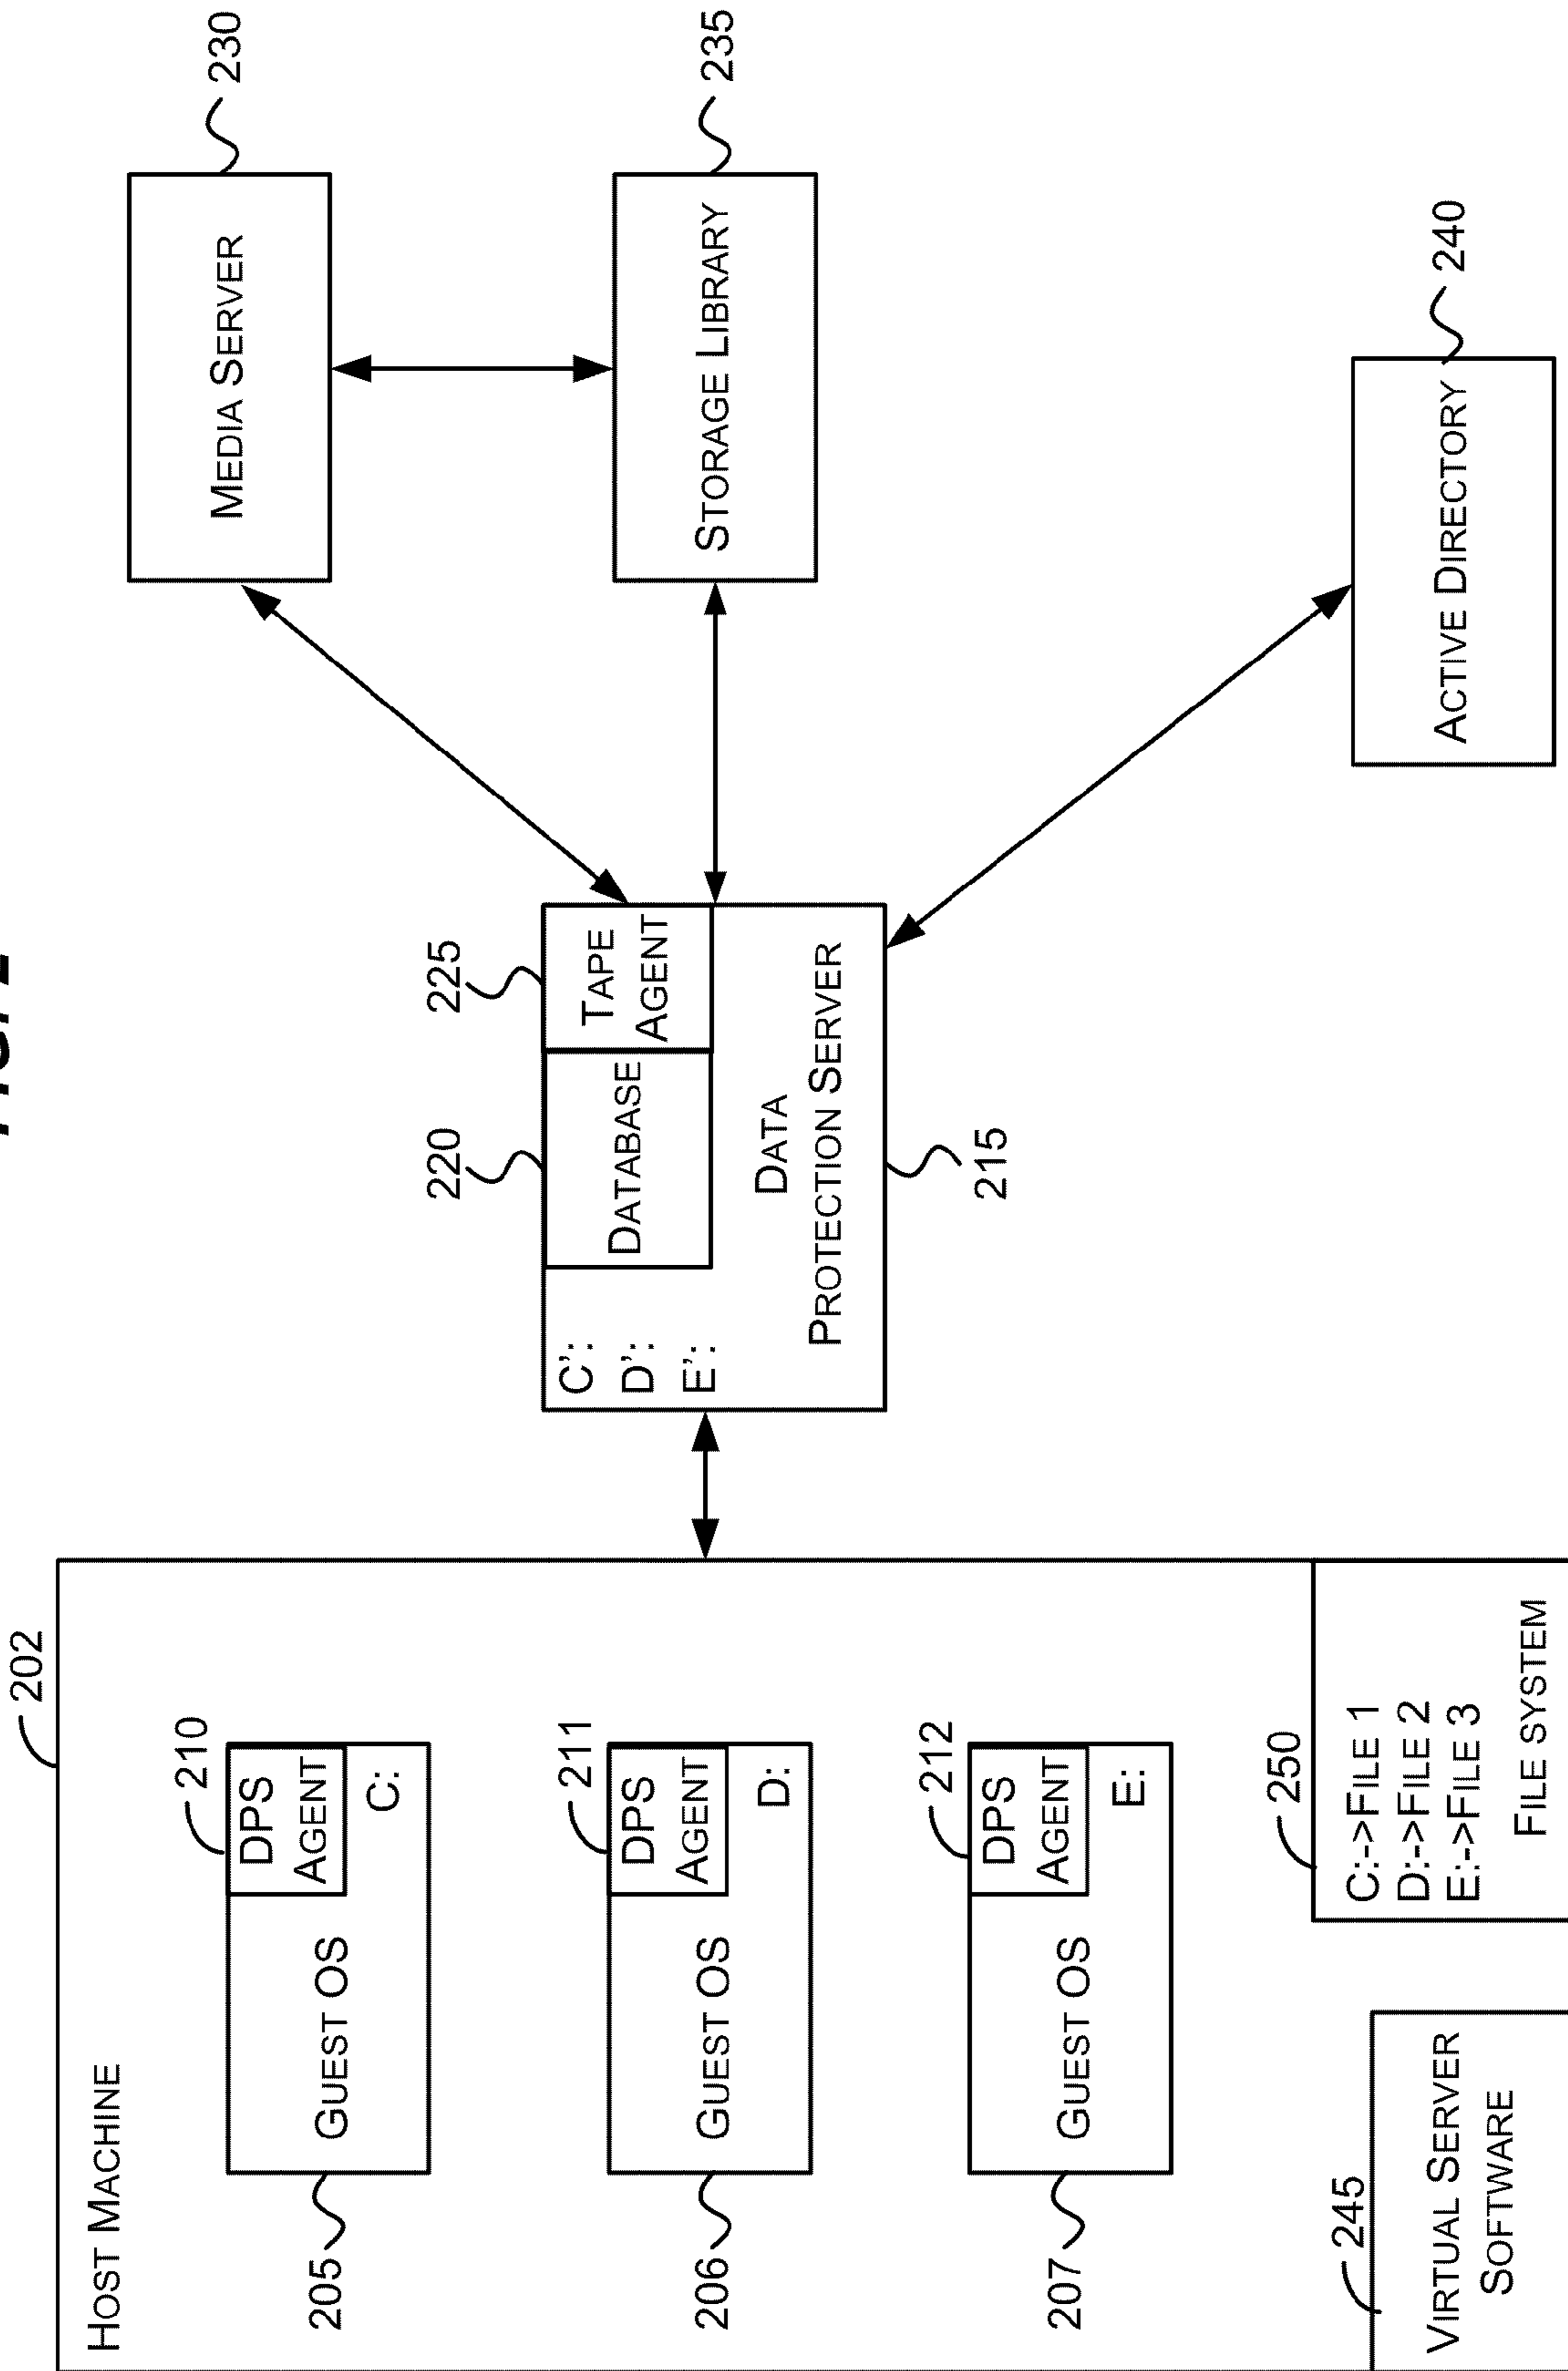 202
HOST MACHINE
210
DPS
AGENT
GUEST OS
C:
205
211
DPS
AGENT
GUEST OS
D:
206
212
DPS
AGENT
GUEST OS
E:
207
250
C:->FILE 1
D:->FILE 2
E:->FILE 3
FILE SYSTEM
245
VIRTUAL SERVER
SOFTWARE
220
225
C':
D':
E':
DATABASE
TAPE
AGENT
DATA
PROTECTION SERVER
215
MEDIA SERVER
230
STORAGE LIBRARY
235
ACTIVE DIRECTORY
240